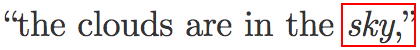 “the clouds are in the sky,”